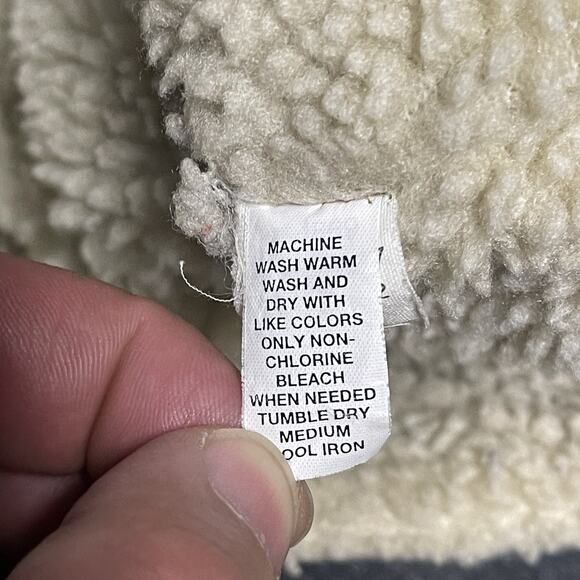 MACHINE
WASH WARM
WASH AND
DRY WITH
LIKE COLORS
ONLY NON-
CHLORINE
BLEACH
WHEN NEEDED
TUMBLE DRY
MEDIUM
OOL IRON
2